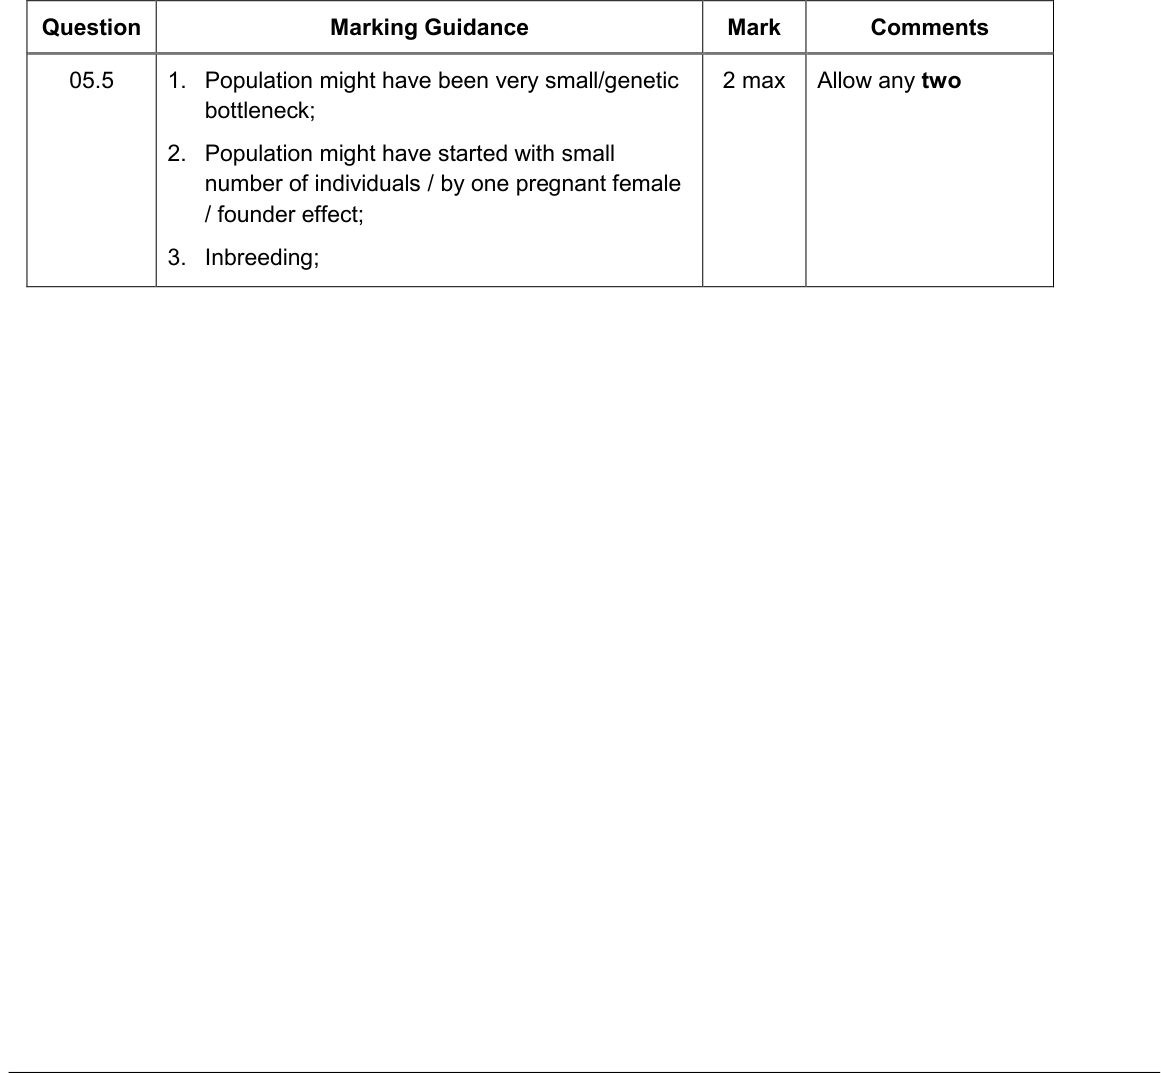 Question Marking Guidance Mark Comments
05.5 1. Population might have been very small/genetic 2 max Allow any two
bottleneck;
2. Population might have started with small
number of individuals / by one pregnant female
/ founder effect;
3. Inbreeding;